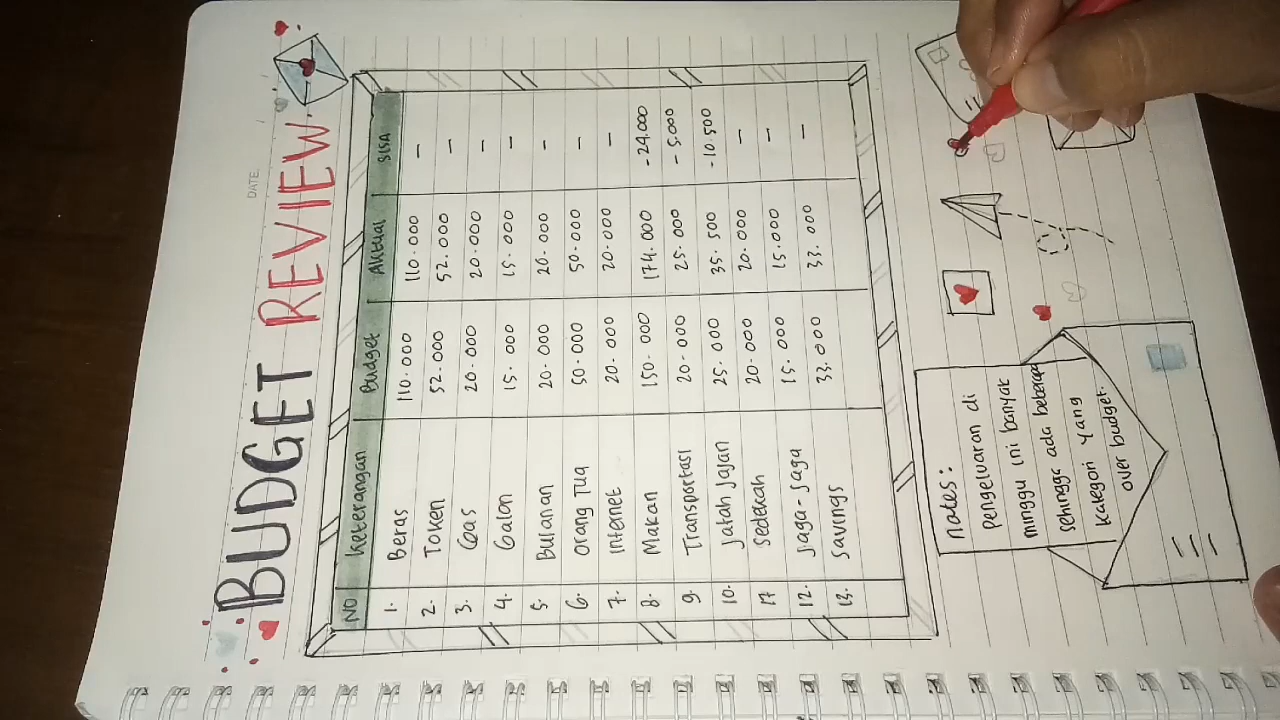 DATE
BUDGET REVIEW
NO Keterangan Budget Aktual SISA
1. Beras 110.000 110.000 –
2. Token 52.000 52.000 –
3. Gas 20.000 20.000 –
4. Galon 15.000 15.000 –
5. Bulanan 20.000 20.000 –
6. Orang Tua 50.000 50.000 –
7. Internet 20.000 20.000 –
8. Makan 150.000 174.000 -24.000
9. Transportasi 20.000 25.000 -5.000
10. Jatah Jajan 25.000 35.500 -10.500
17 Sedekah 20.000 20.000 –
12. Jaga-Jaga 15.000 15.000 –
13. Savings 33.000 33.000 –
Notes:
Pengeluaran di
minggu ini banyak
sehingga ada beberapa
kategori yang
over budget.